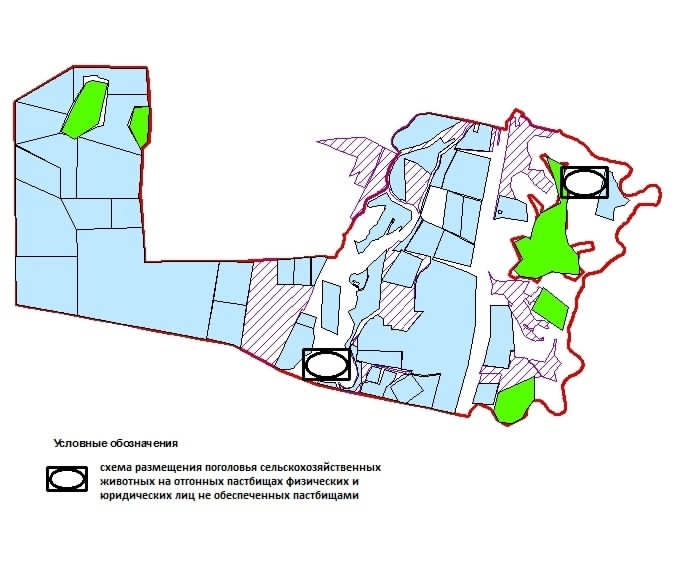 Условные обозначения
схема размещения поголовья сельскохозяйственных
животных на отгонных пастбищах физических и
юридических лиц не обеспеченных пастбищами